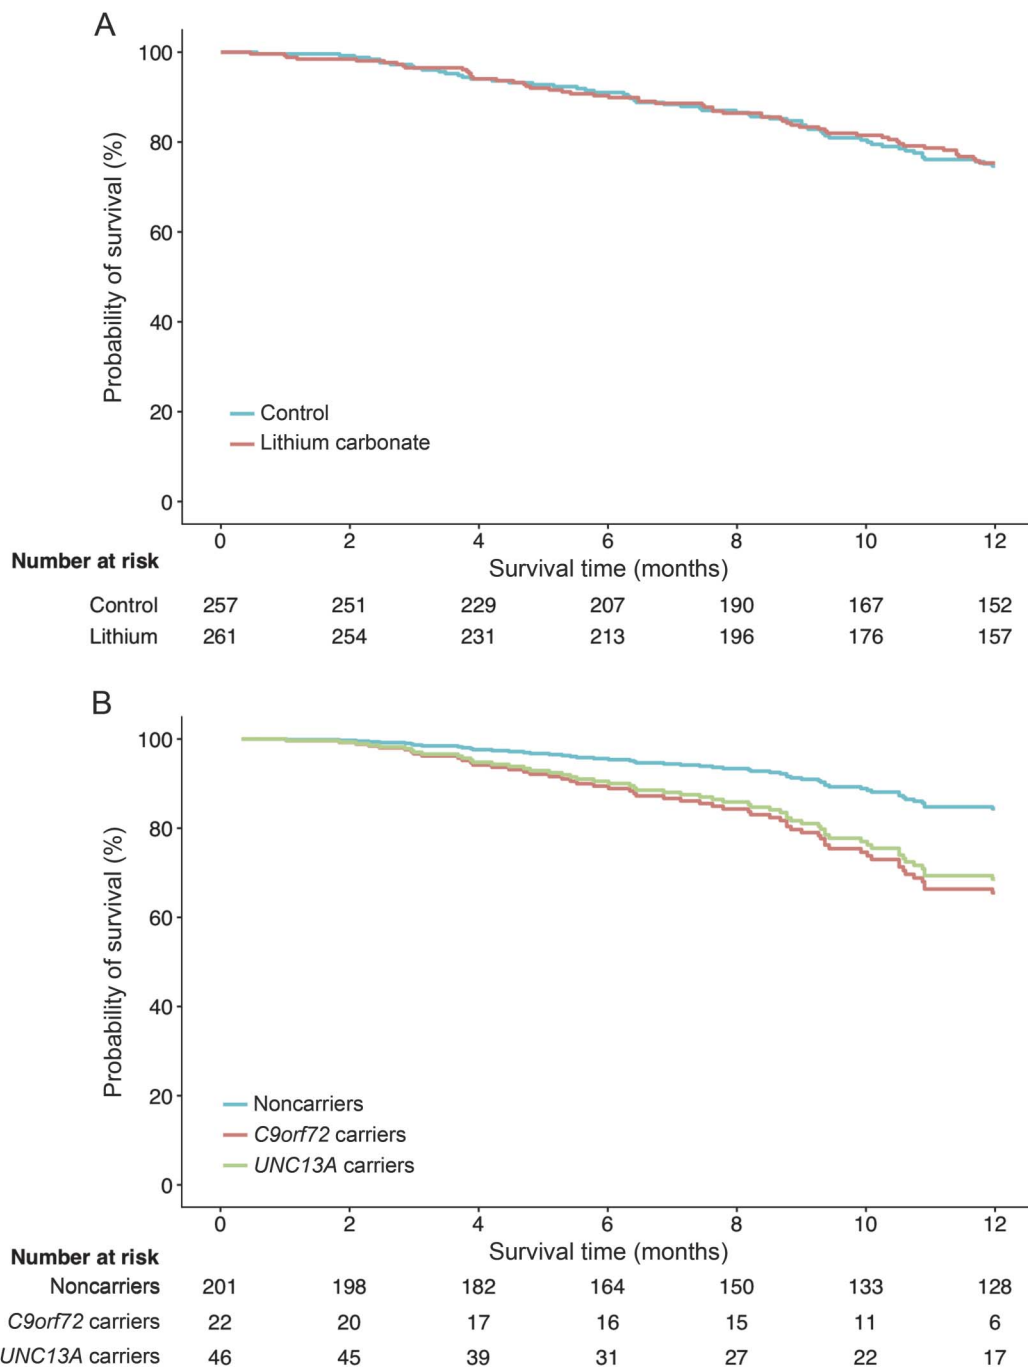 A
100
80
60
40
20
0
Probability of survival (%)
Control
Lithium carbonate
0 2 4 6 8 10 12
Survival time (months)
Number at risk
Control 257 251 229 207 190 167 152
Lithium 261 254 231 213 196 176 157
B
100
80
60
40
20
0
Probability of survival (%)
Noncarriers
C9orf72 carriers
UNC13A carriers
0 2 4 6 8 10 12
Survival time (months)
Number at risk
Noncarriers 201 198 182 164 150 133 128
C9orf72 carriers 22 20 17 16 15 11 6
UNC13A carriers 46 45 39 31 27 22 17